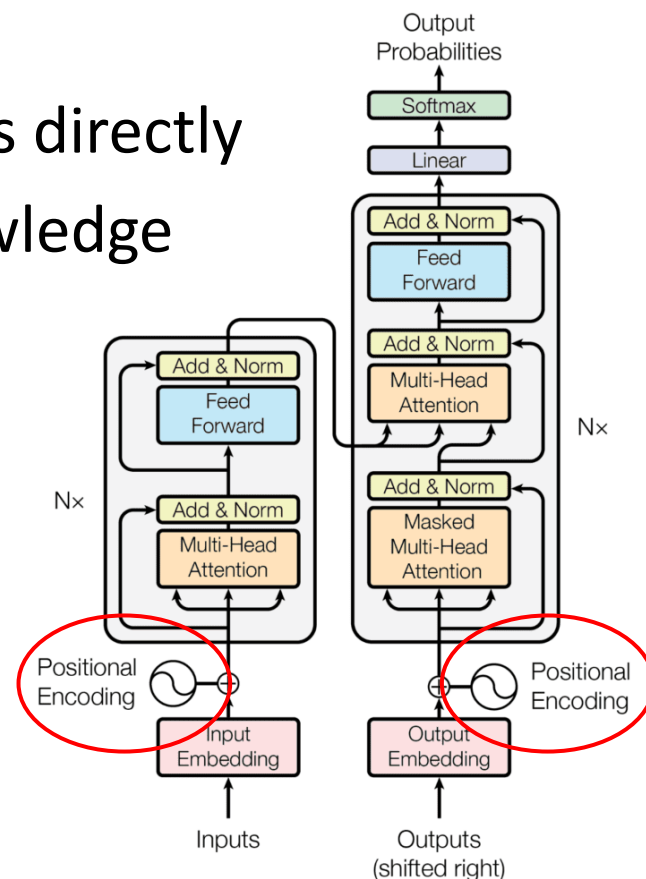 s directly
wledge
Output
Probabilities
Softmax
Linear
Add & Norm
Feed
Forward
Add & Norm
Multi-Head
Attention
Add & Norm
Masked
Multi-Head
Attention
N×
Add & Norm
Feed
Forward
Add & Norm
Multi-Head
Attention
N×
Positional
Encoding
Positional
Encoding
Input
Embedding
Output
Embedding
Inputs
Outputs
(shifted right)